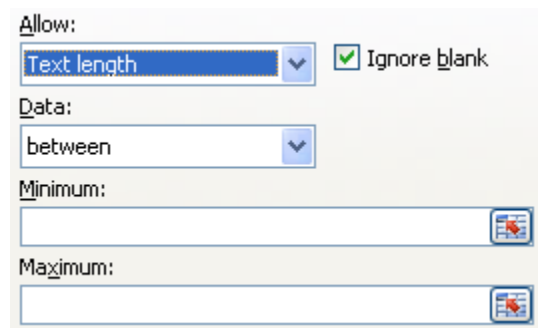 Allow:
Text length
Ignore blank
Data:
between
Minimum:
Maximum: